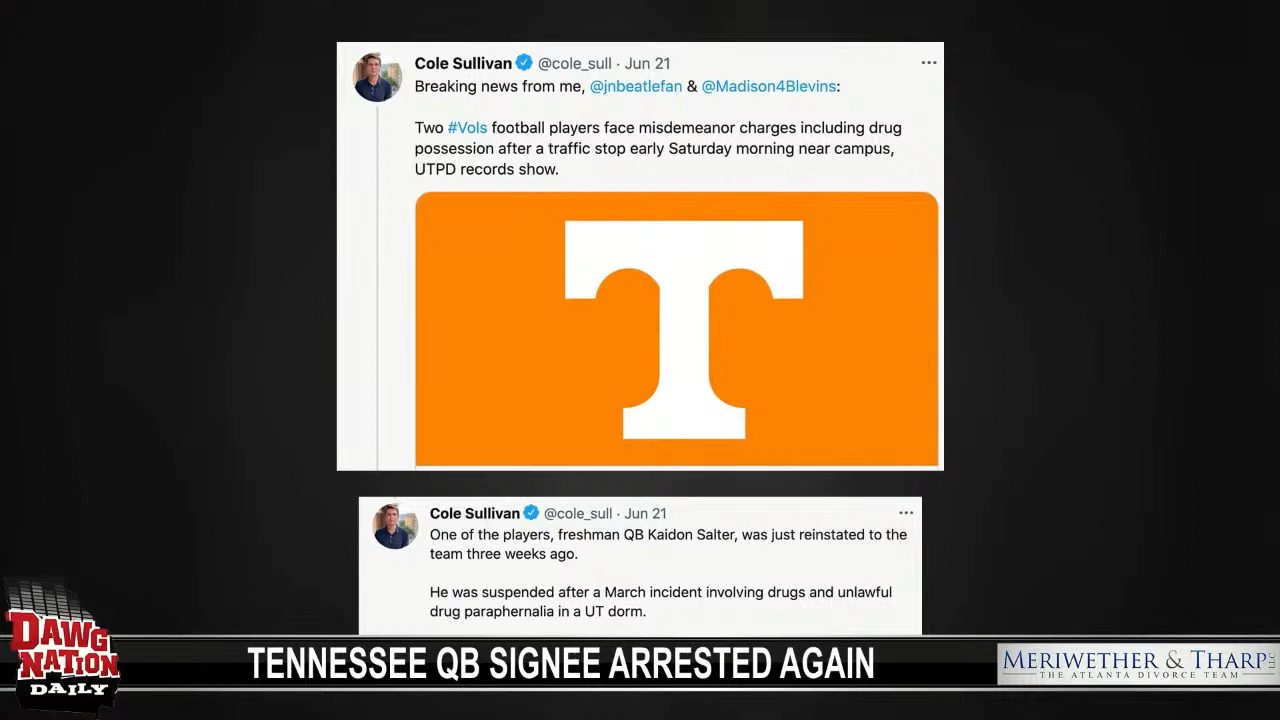 Cole Sullivan @cole_sull · Jun 21
Breaking news from me, @jnbeatlefan & @Madison4Blevins:
Two #Vols football players face misdemeanor charges including drug
possession after a traffic stop early Saturday morning near campus,
UTPD records show.
T
Cole Sullivan @cole_sull · Jun 21
One of the players, freshman QB Kaidon Salter, was just reinstated to the
team three weeks ago.
He was suspended after a March incident involving drugs and unlawful
drug paraphernalia in a UT dorm.
DAWG
NATION
DAILY
TENNESSEE QB SIGNEE ARRESTED AGAIN
MERIWETHER & THARP LLC
THE ATLANTA DIVORCE TEAM